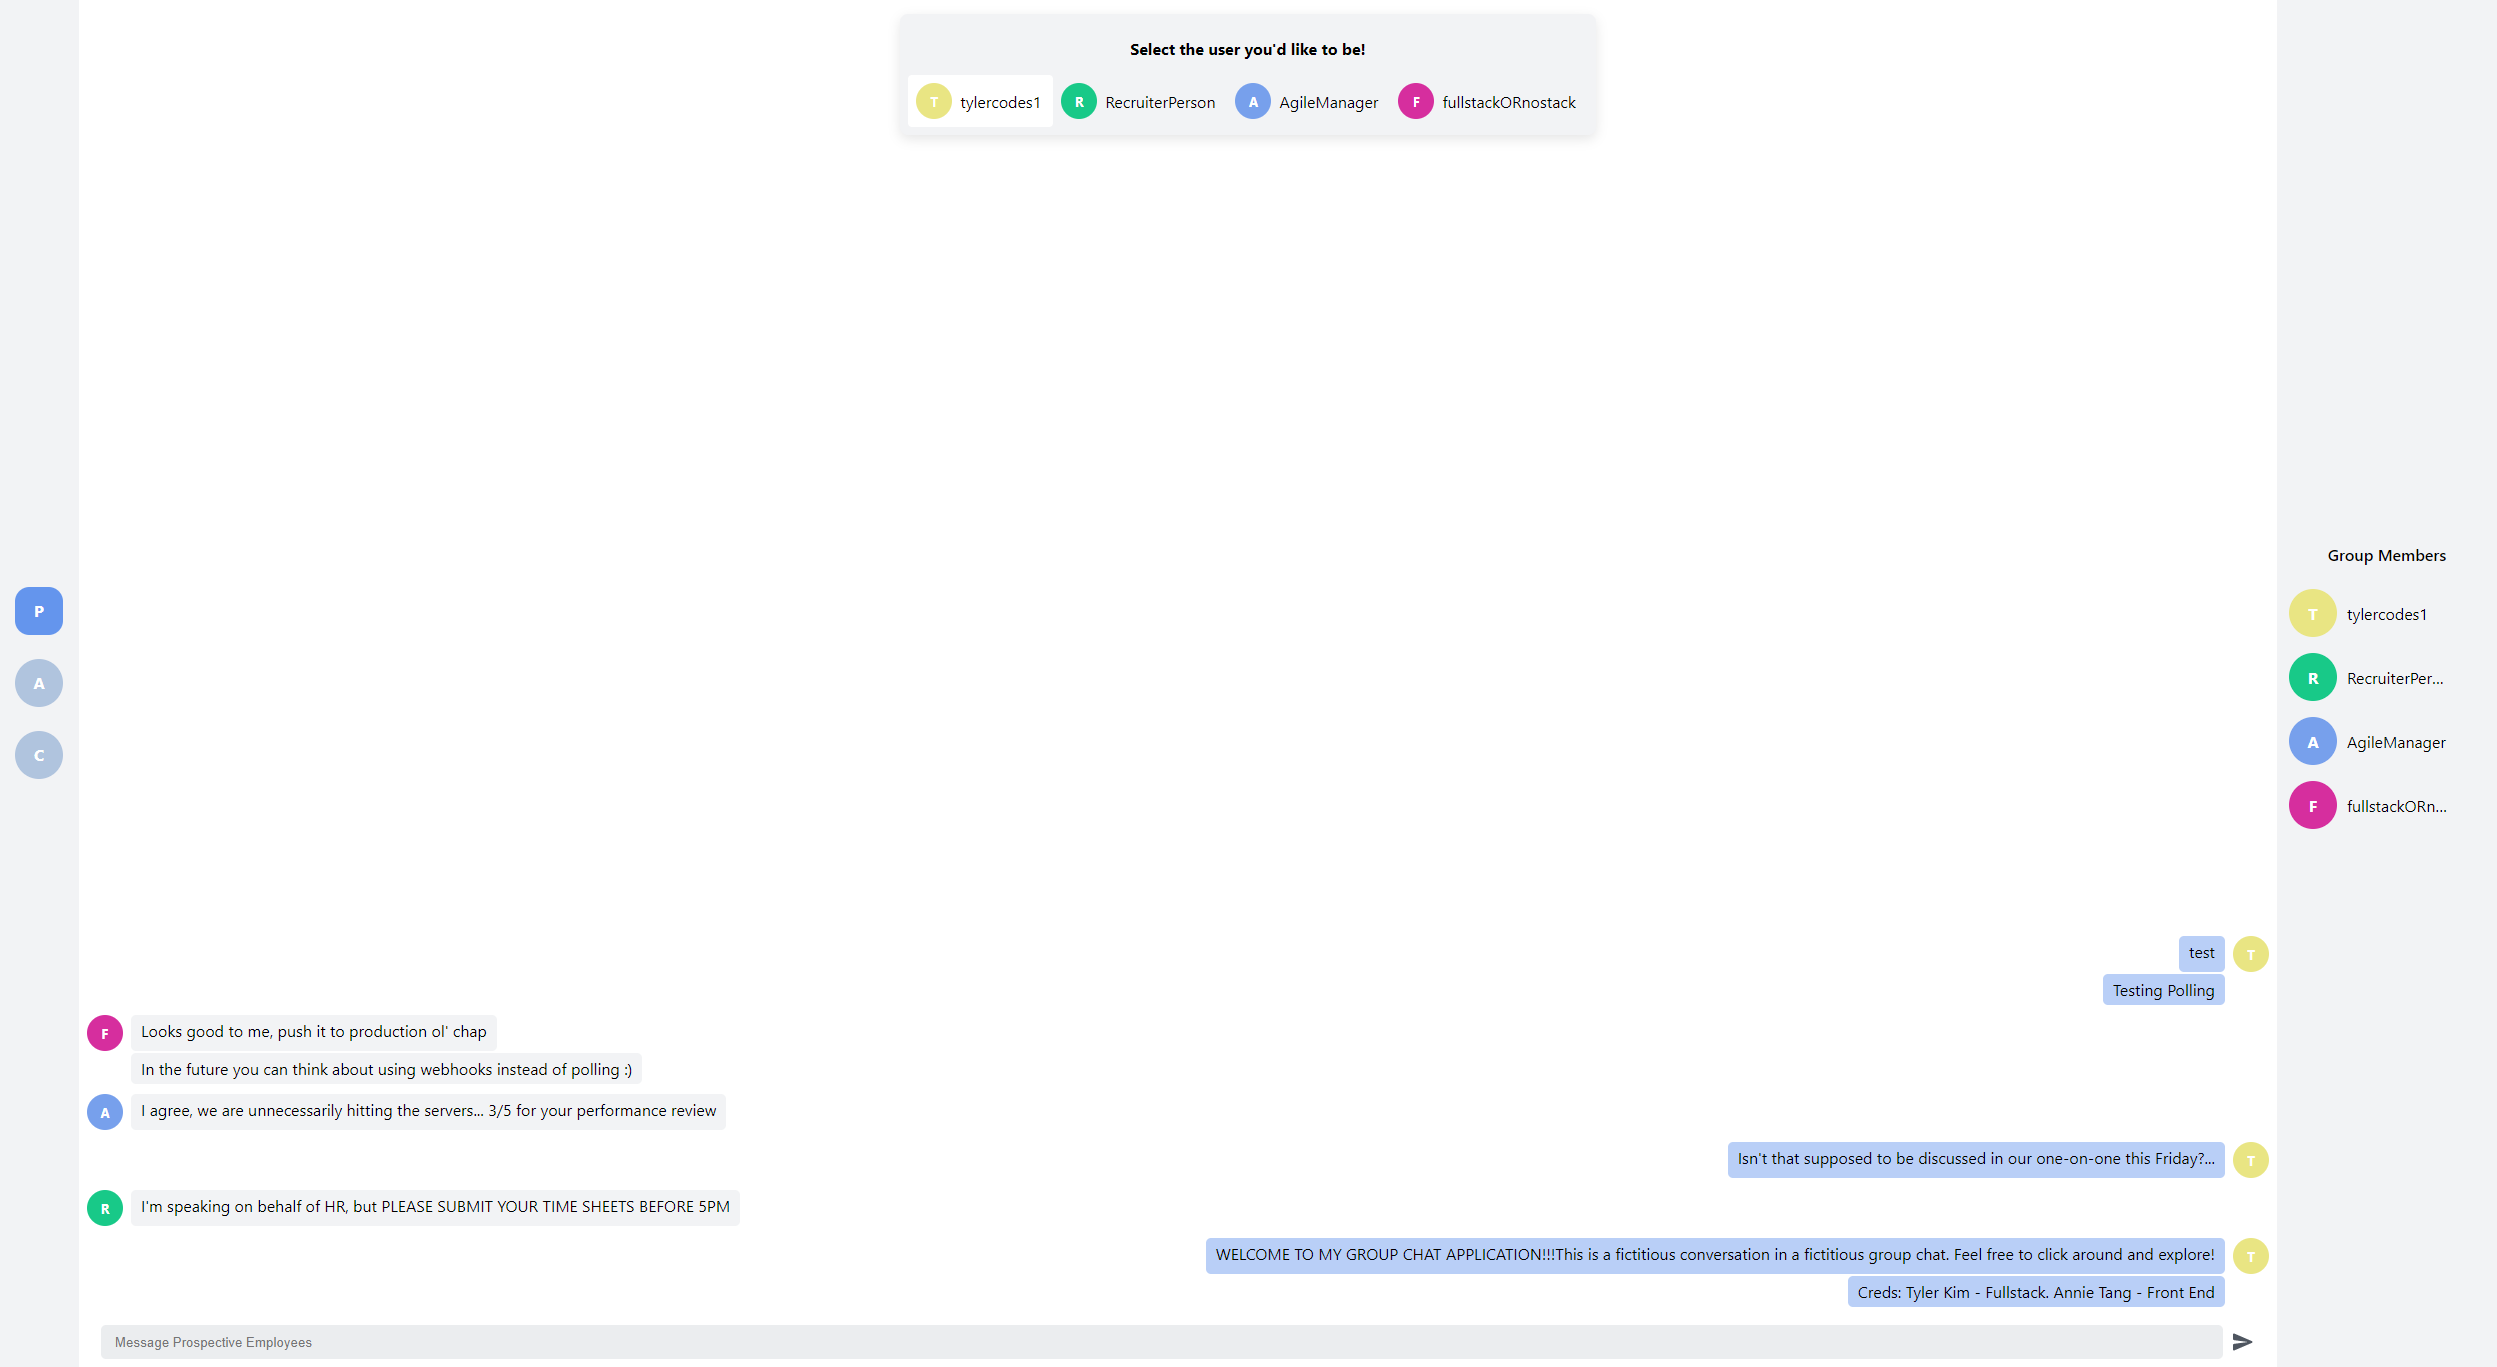 Select the user you'd like to be!
T tylercodes1 R RecruiterPerson A AgileManager F fullstackORnostack
P
A
C
test T
Testing Polling
F Looks good to me, push it to production ol' chap
In the future you can think about using webhooks instead of polling :)
A I agree, we are unnecessarily hitting the servers... 3/5 for your performance review
Isn't that supposed to be discussed in our one-on-one this Friday?... T
R I'm speaking on behalf of HR, but PLEASE SUBMIT YOUR TIME SHEETS BEFORE 5PM
WELCOME TO MY GROUP CHAT APPLICATION!!!This is a fictitious conversation in a fictitious group chat. Feel free to click around and explore! T
Creds: Tyler Kim - Fullstack. Annie Tang - Front End
Message Prospective Employees
Group Members
T tylercodes1
R RecruiterPer...
A AgileManager
F fullstackORn...